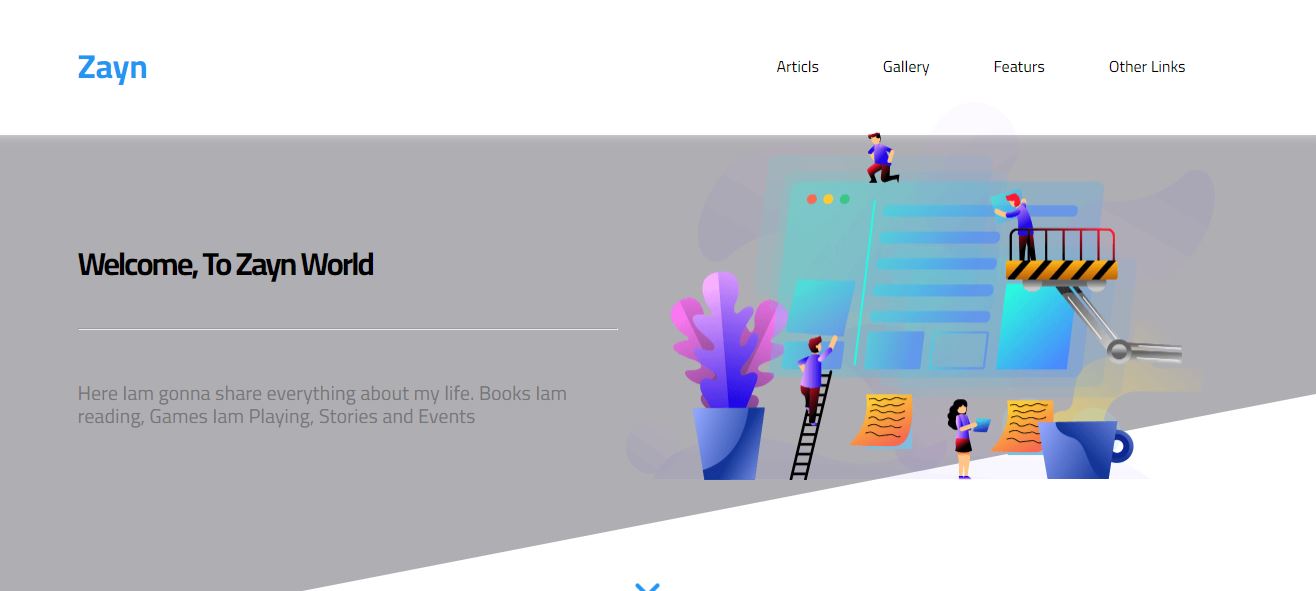 Zayn
Articls
Gallery
Featurs
Other Links
Welcome, To Zayn World
Here Iam gonna share everything about my life. Books Iam
reading, Games Iam Playing, Stories and Events